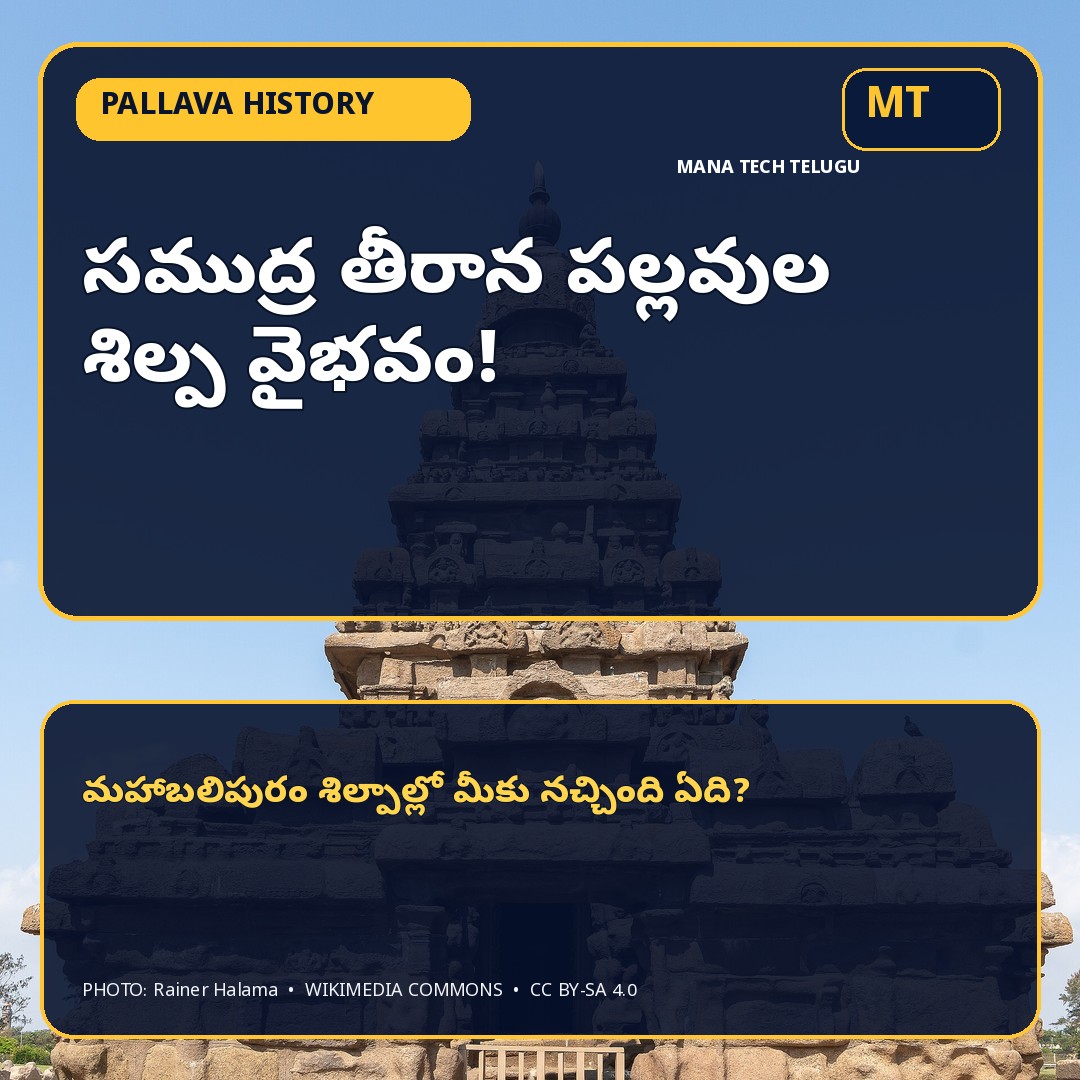 PALLAVA HISTORY
MT
MANA TECH TELUGU
సముద్ర తీరాన పల్లవుల
శిల్ప వైభవం!
మహాబలిపురం శిల్పాల్లో మీకు నచ్చింది ఏది?
PHOTO: Rainer Halama • WIKIMEDIA COMMONS • CC BY-SA 4.0